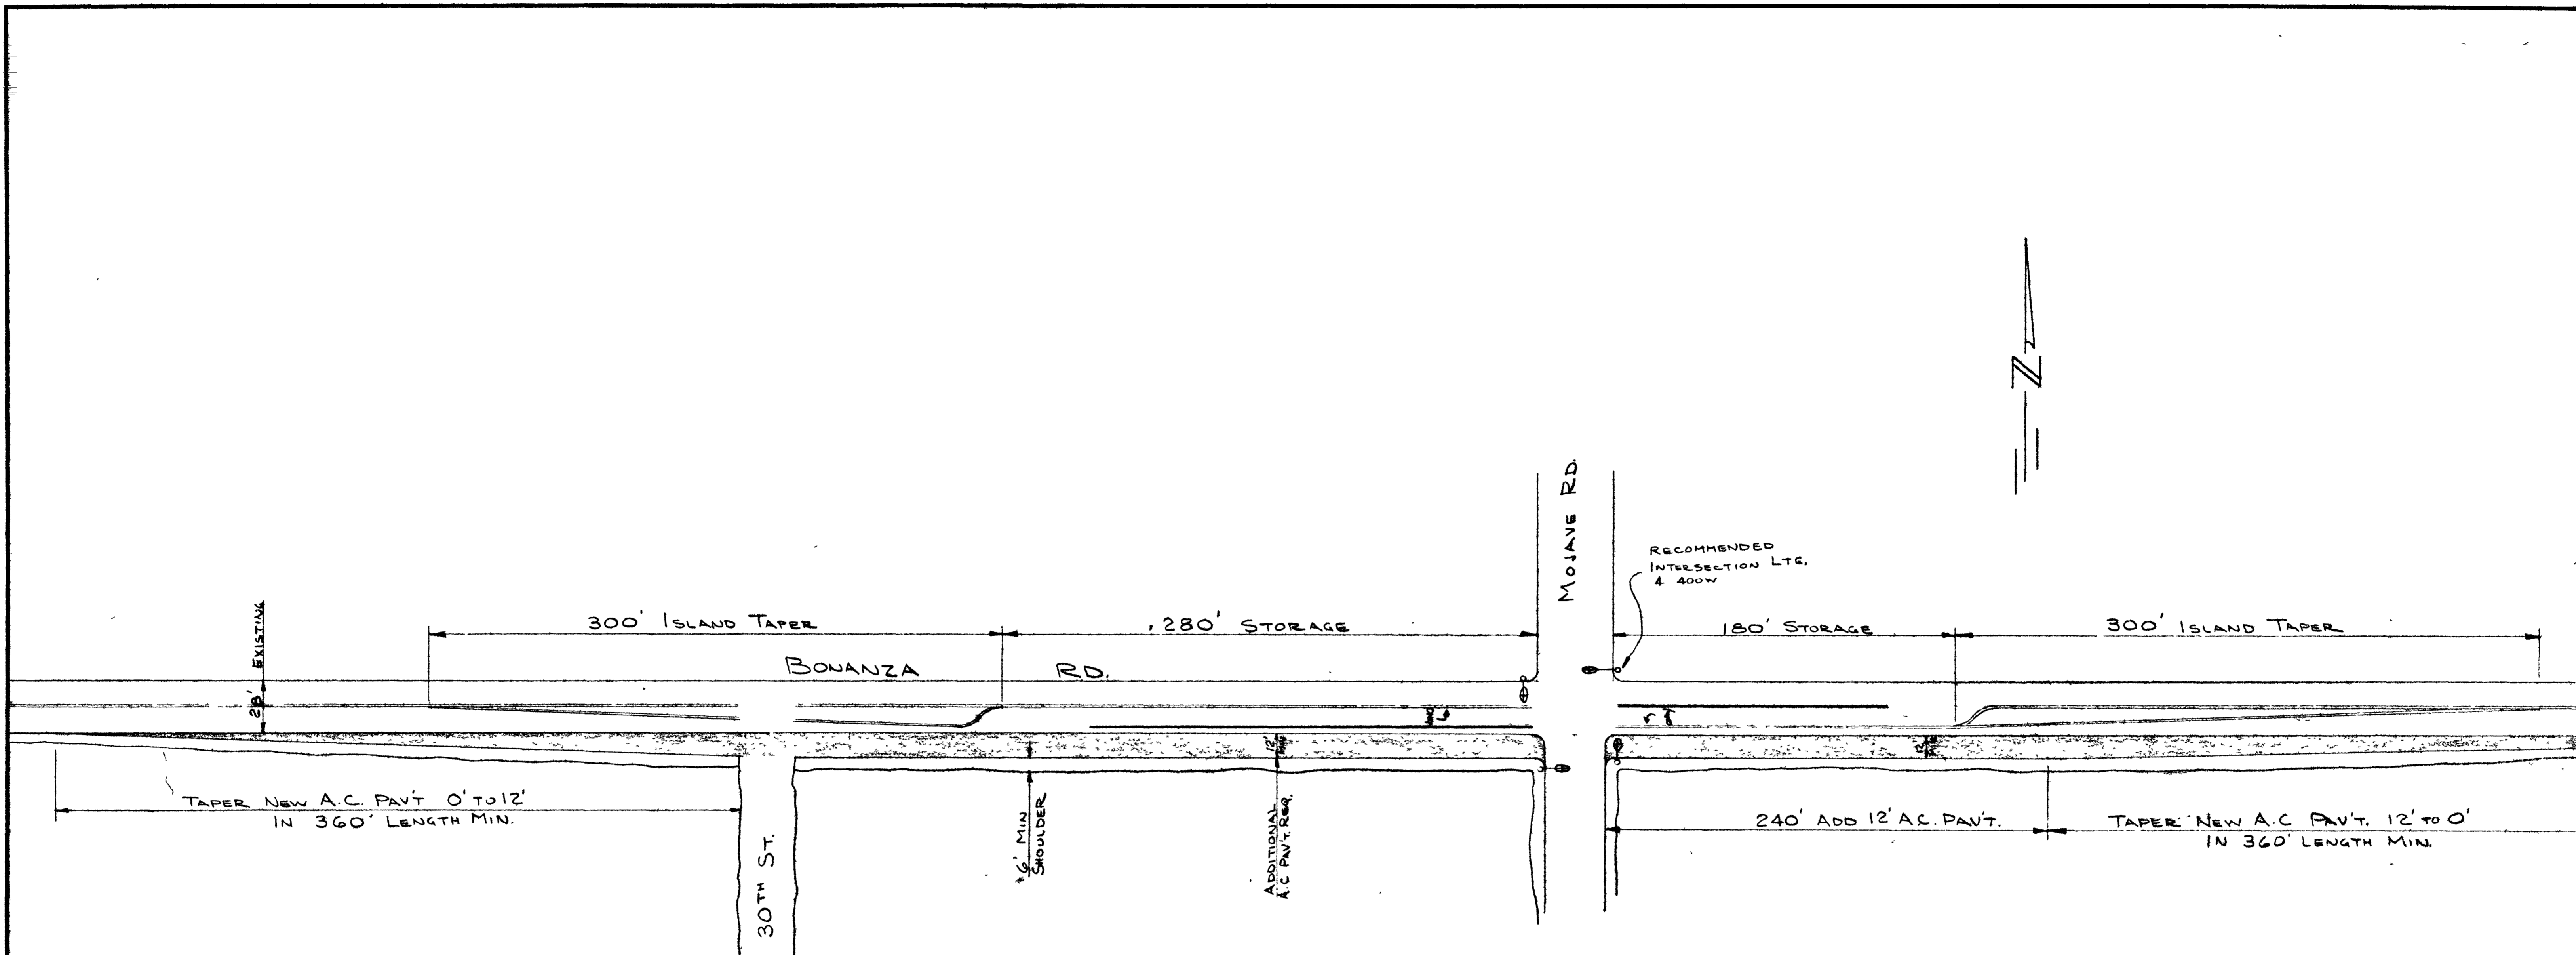 N
MOJAVE RD.
RECOMMENDED
INTERSECTION LTG.
4 400W
300' ISLAND TAPER
280' STORAGE
180' STORAGE
300' ISLAND TAPER
EXISTING
28'
BONANZA RD.
12'
12'
TAPER NEW A.C. PAV'T 0' TO 12'
IN 360' LENGTH MIN.
30TH ST.
*6' MIN
SHOULDER
ADDITIONAL
A.C. PAV'T. REQ.
240' ADD 12' A.C. PAV'T.
TAPER NEW A.C PAV'T. 12' TO 0'
IN 360' LENGTH MIN.